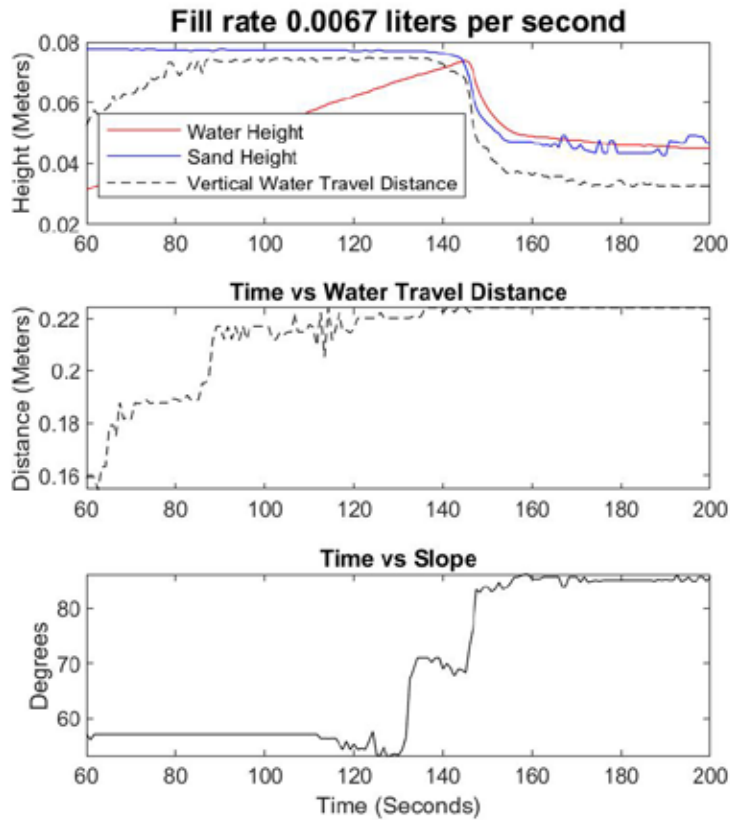 Fill rate 0.0067 liters per second
Height (Meters)
0.08
0.06
0.04
0.02
Water Height
Sand Height
Vertical Water Travel Distance
60 80 100 120 140 160 180 200
Time vs Water Travel Distance
Distance (Meters)
0.22
0.2
0.18
0.16
60 80 100 120 140 160 180 200
Time vs Slope
Degrees
80
70
60
60 80 100 120 140 160 180 200
Time (Seconds)